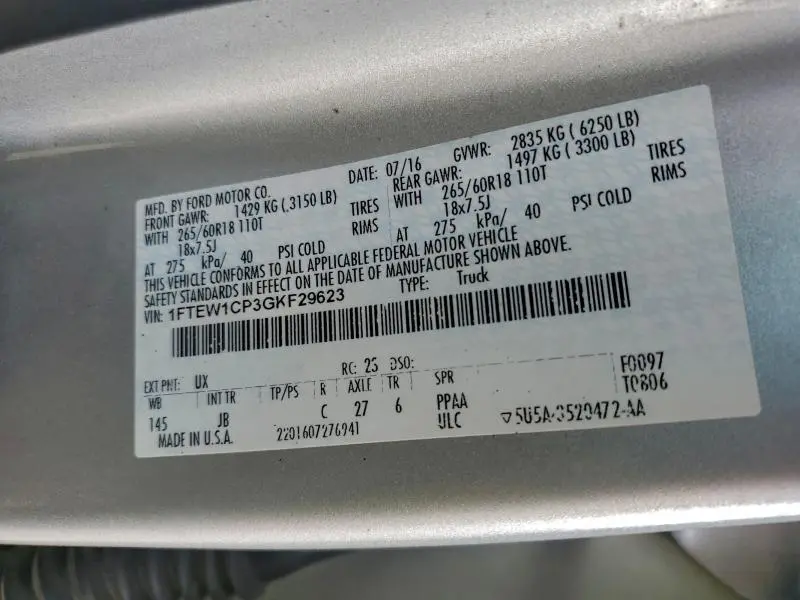 MFD. BY FORD MOTOR CO.
DATE: 07/16 GVWR: 2835 KG ( 6250 LB)
FRONT GAWR: 1429 KG (.3150 LB)
REAR GAWR: 1497 KG ( 3300 LB)
WITH 265/60R18 110T TIRES
WITH 265/60R18 110T TIRES
18x7.5J RIMS
18x7.5J RIMS
AT 275 kPa/ 40 PSI COLD
AT 275 kPa/ 40 PSI COLD
THIS VEHICLE CONFORMS TO ALL APPLICABLE FEDERAL MOTOR VEHICLE
SAFETY STANDARDS IN EFFECT ON THE DATE OF MANUFACTURE SHOWN ABOVE.
VIN: 1FTEW1CP3GKF29623
TYPE: Truck
EXT PNT: UX RC: 23 DSO: F0097
WB INT TR TP/PS R AXLE TR SPR T0806
145 JB C 27 6 PPAA
MADE IN U.S.A. 2201607276941 ULC ▽5U5A-3520472-AA